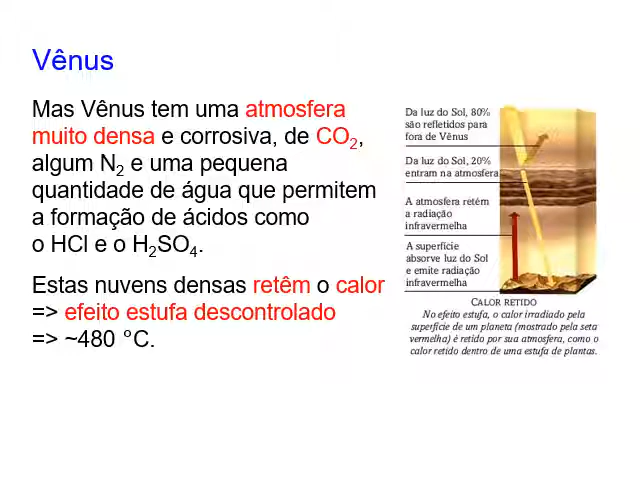 Vênus
Mas Vênus tem uma atmosfera
muito densa e corrosiva, de CO₂,
algum N₂ e uma pequena
quantidade de água que permitem
a formação de ácidos como
o HCl e o H₂SO₄.
Estas nuvens densas retêm o calor
=> efeito estufa descontrolado
=> ~480 °C.
Da luz do Sol, 80%
são refletidos para
fora de Vênus
Da luz do Sol, 20%
entram na atmosfera
A atmosfera retém
a radiação
infravermelha
A superfície
absorve luz do Sol
e emite radiação
infravermelha
CALOR RETIDO
No efeito estufa, o calor irradiado pela
superfície de um planeta (mostrado pela seta
vermelha) é retido por sua atmosfera, como o
calor retido dentro de uma estufa de plantas.